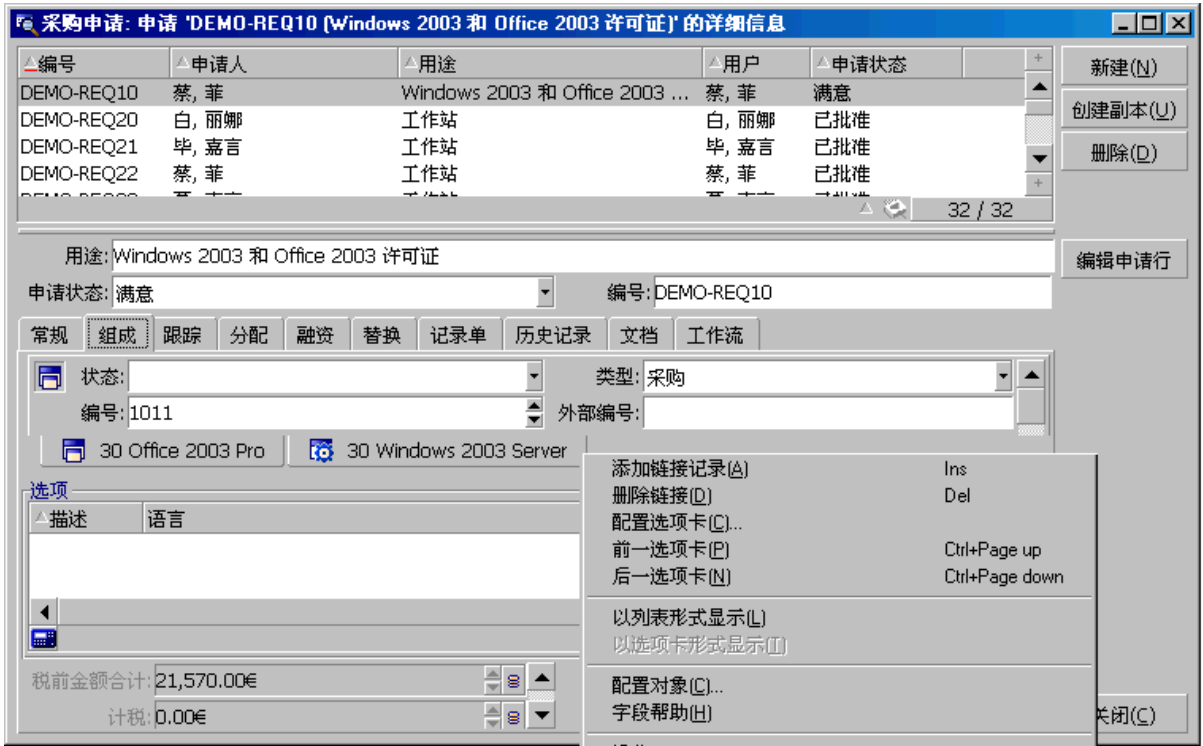 采购申请: 申请 'DEMO-REQ10 (Windows 2003 和 Office 2003 许可证)' 的详细信息
编号 申请人 用途 用户 申请状态
DEMO-REQ10 蔡, 菲 Windows 2003 和 Office 2003 ... 蔡, 菲 满意
DEMO-REQ20 白, 丽娜 工作站 白, 丽娜 已批准
DEMO-REQ21 毕, 嘉言 工作站 毕, 嘉言 已批准
DEMO-REQ22 蔡, 菲 工作站 蔡, 菲 已批准
32 / 32
新建(N)
创建副本(U)
删除(D)
用途: Windows 2003 和 Office 2003 许可证
编辑申请行
申请状态: 满意 编号: DEMO-REQ10
常规 组成 跟踪 分配 融资 替换 记录单 历史记录 文档 工作流
状态: 类型: 采购
编号: 1011 外部编号:
30 Office 2003 Pro 30 Windows 2003 Server
选项
描述 语言
添加链接记录(A) Ins
删除链接(D) Del
配置选项卡(C)...
前一选项卡(P) Ctrl+Page up
后一选项卡(N) Ctrl+Page down
以列表形式显示(L)
以选项卡形式显示(T)
配置对象(C)...
字段帮助(H)
税前金额合计: 21,570.00€
计税: 0.00€
关闭(C)